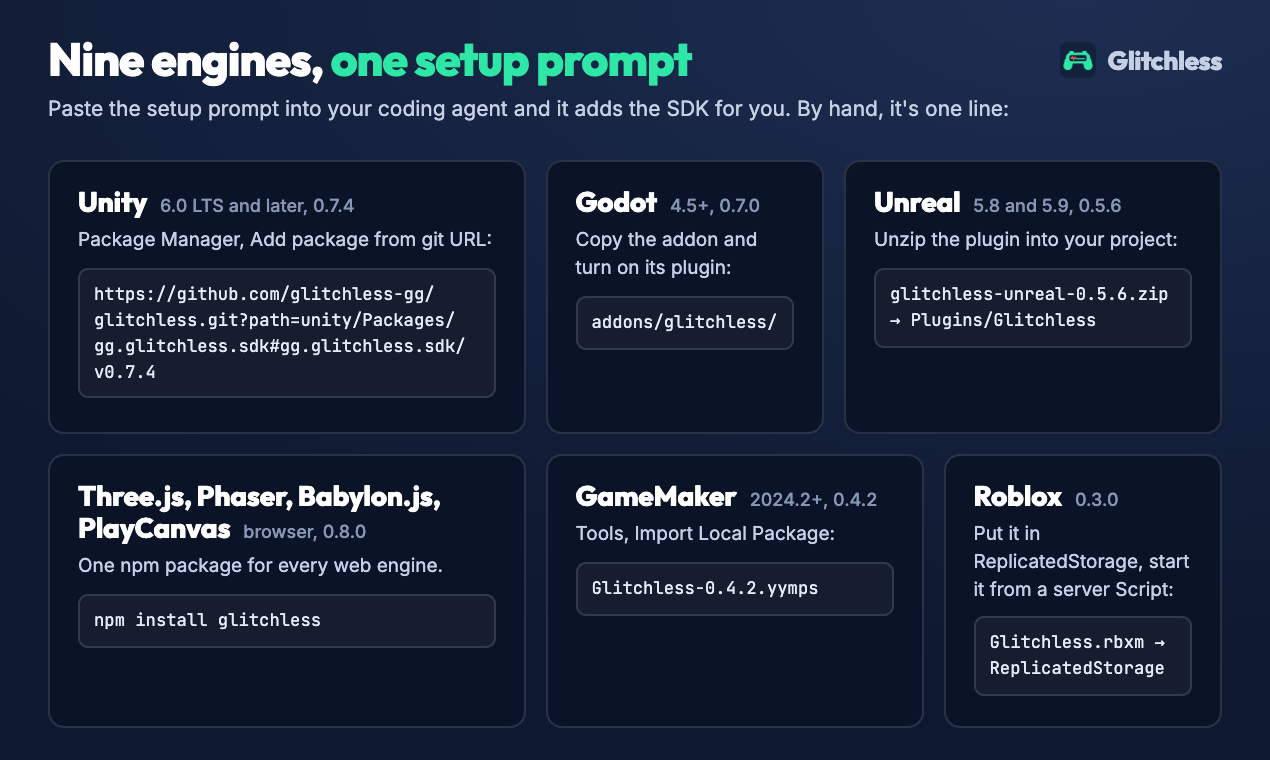 Nine engines, one setup prompt
Glitchless
Paste the setup prompt into your coding agent and it adds the SDK for you. By hand, it's one line:
Unity 6.0 LTS and later, 0.7.4
Package Manager, Add package from git URL:
https://github.com/glitchless-gg/
glitchless.git?path=unity/Packages/
gg.glitchless.sdk#gg.glitchless.sdk/
v0.7.4
Godot 4.5+, 0.7.0
Copy the addon and
turn on its plugin:
addons/glitchless/
Unreal 5.8 and 5.9, 0.5.6
Unzip the plugin into your project:
glitchless-unreal-0.5.6.zip
→ Plugins/Glitchless
Three.js, Phaser, Babylon.js,
PlayCanvas browser, 0.8.0
One npm package for every web engine.
npm install glitchless
GameMaker 2024.2+, 0.4.2
Tools, Import Local Package:
Glitchless-0.4.2.yymps
Roblox 0.3.0
Put it in
ReplicatedStorage, start
it from a server Script:
Glitchless.rbxm →
ReplicatedStorage